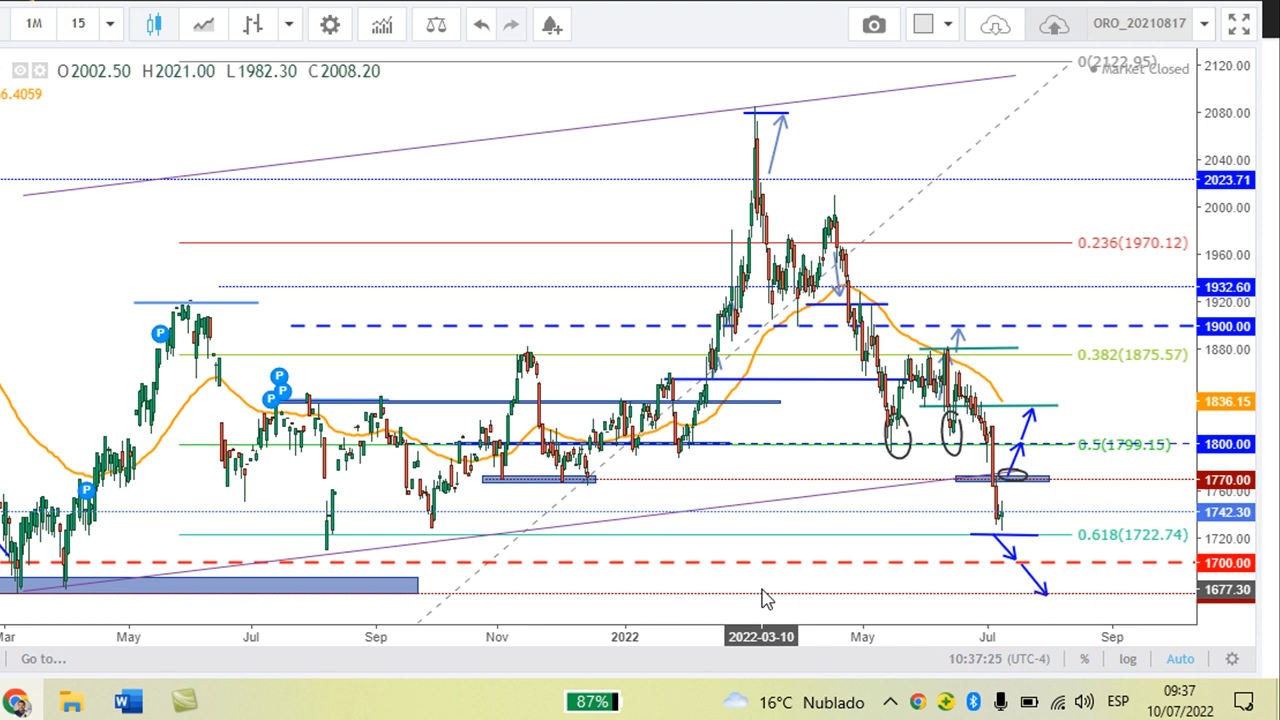 1M 15 ORO_20210817
O2002.50 H2021.00 L1982.30 C2008.20
6.4059
0(2122.95)
Market Closed
2120.00
2080.00
2040.00
2023.71
2000.00
0.236(1970.12)
1960.00
1932.60
1920.00
1900.00
1880.00
0.382(1875.57)
1836.15
0.5(1799.15)
1800.00
1770.00
1760.00
1742.30
0.618(1722.74)
1720.00
1700.00
1677.30
P
P
P
P
P
Mar May Jul Sep Nov 2022 2022-03-10 May Jul Sep
Go to... 10:37:25 (UTC-4) % log Auto
87% 16°C Nublado ESP 09:37
10/07/2022